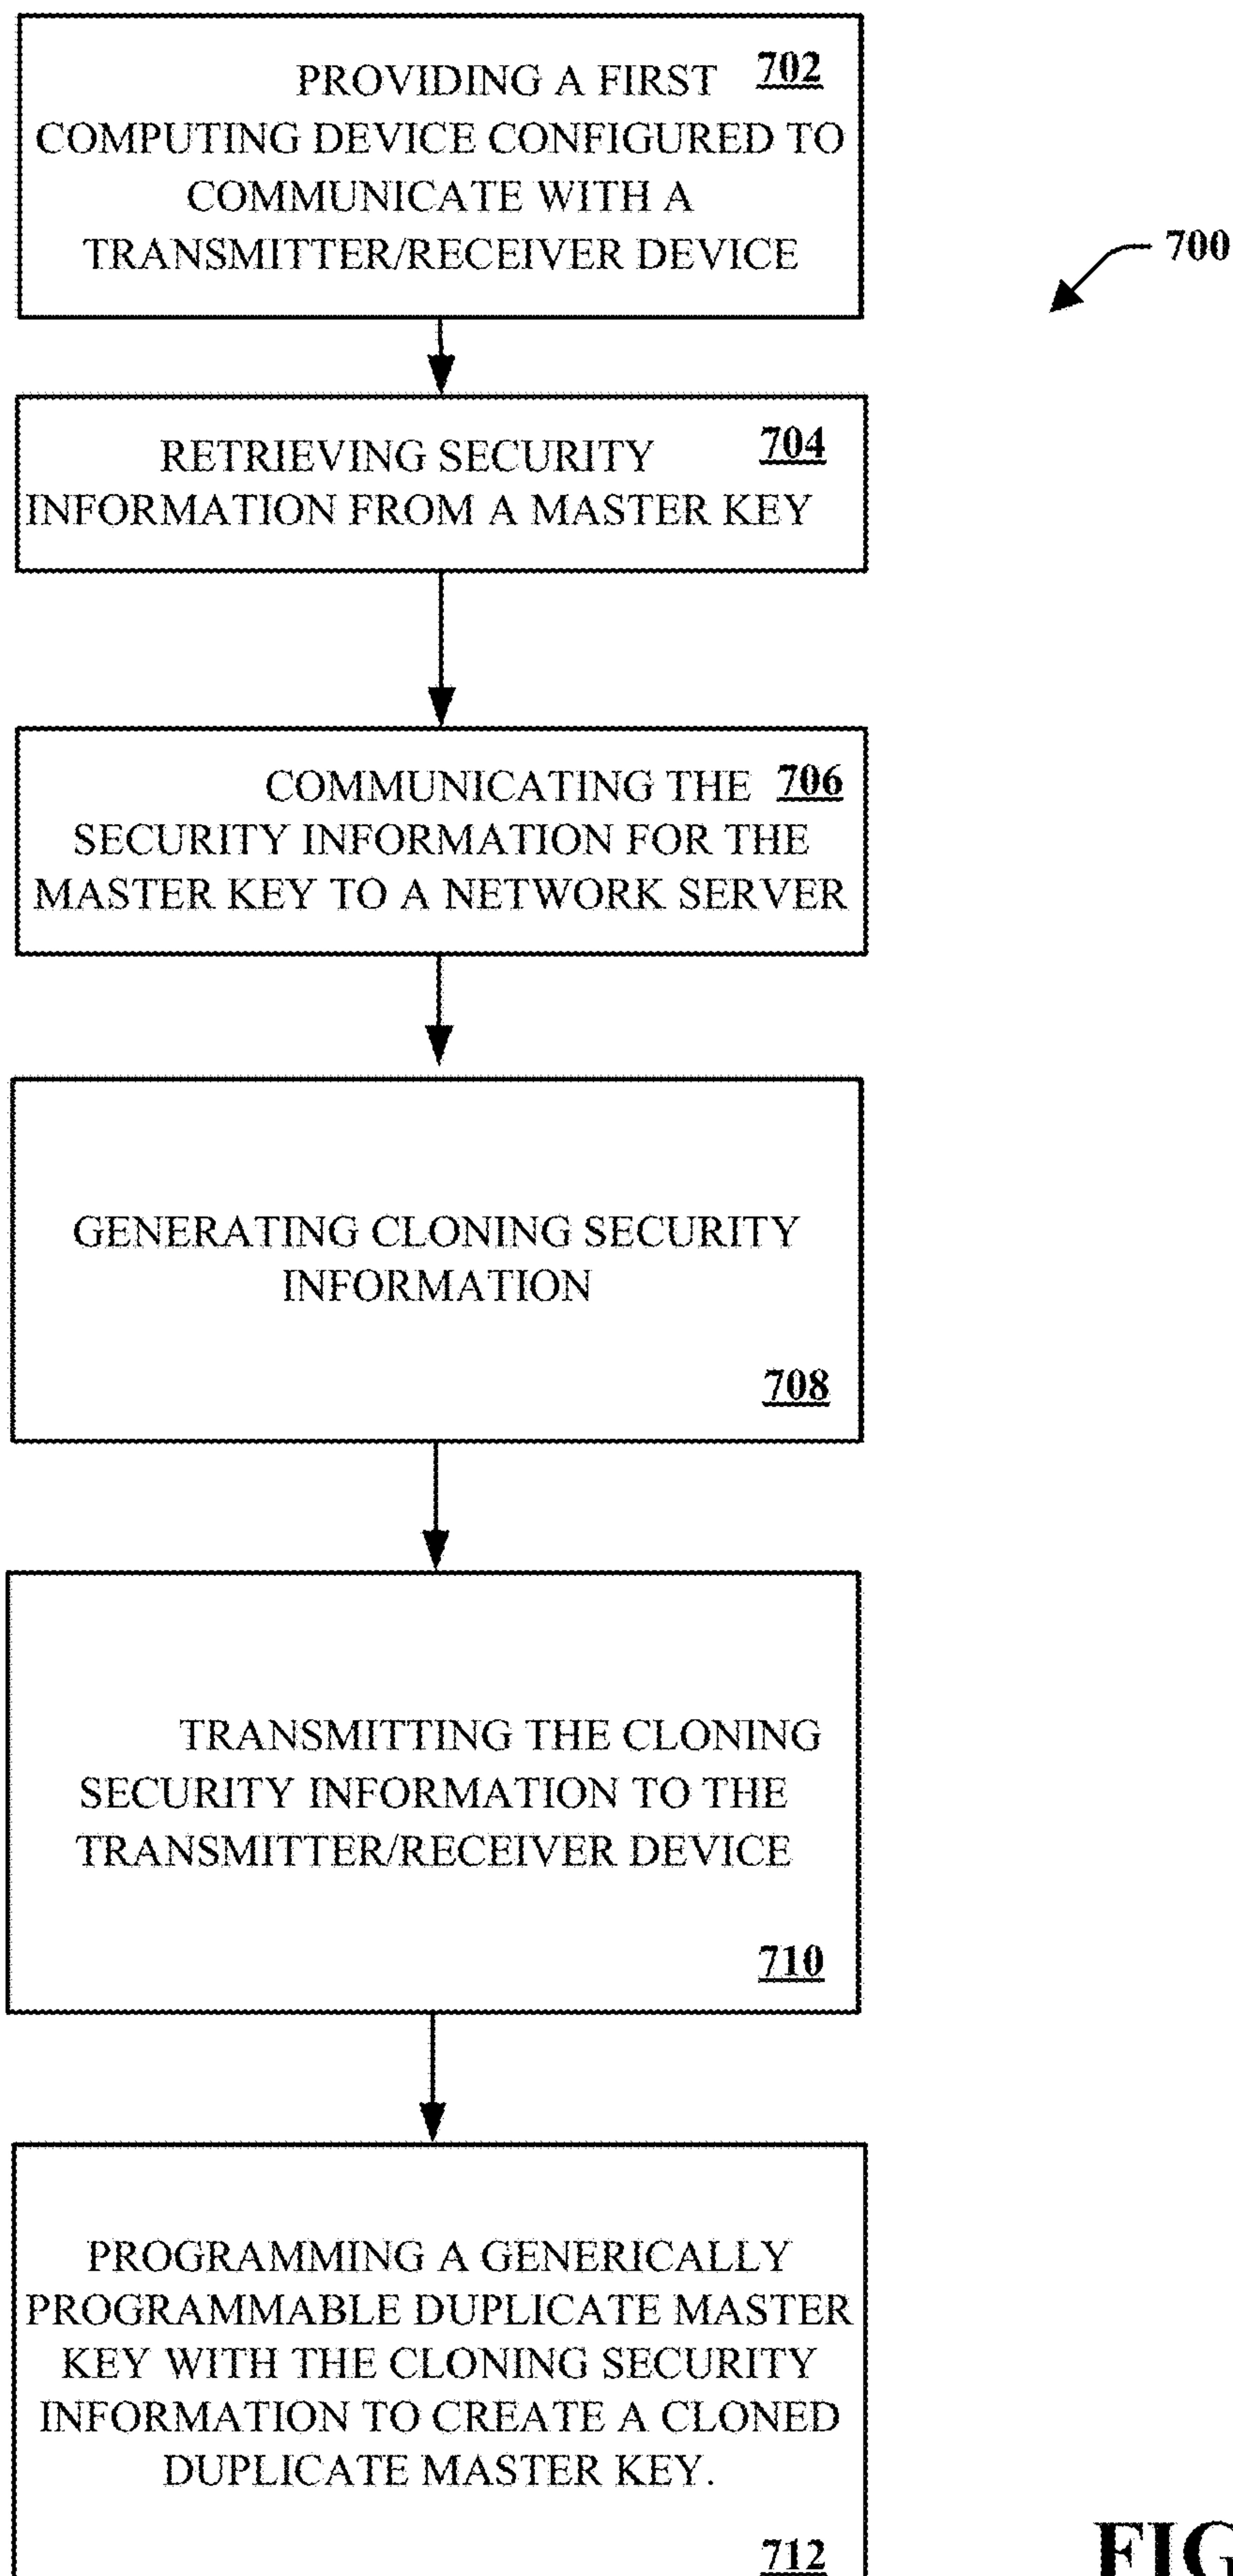 PROVIDING A FIRST 702
COMPUTING DEVICE CONFIGURED TO
COMMUNICATE WITH A
TRANSMITTER/RECEIVER DEVICE
700
RETRIEVING SECURITY 704
INFORMATION FROM A MASTER KEY
COMMUNICATING THE 706
SECURITY INFORMATION FOR THE
MASTER KEY TO A NETWORK SERVER
GENERATING CLONING SECURITY
INFORMATION
708
TRANSMITTING THE CLONING
SECURITY INFORMATION TO THE
TRANSMITTER/RECEIVER DEVICE
710
PROGRAMMING A GENERICALLY
PROGRAMMABLE DUPLICATE MASTER
KEY WITH THE CLONING SECURITY
INFORMATION TO CREATE A CLONED
DUPLICATE MASTER KEY.
712
FIG